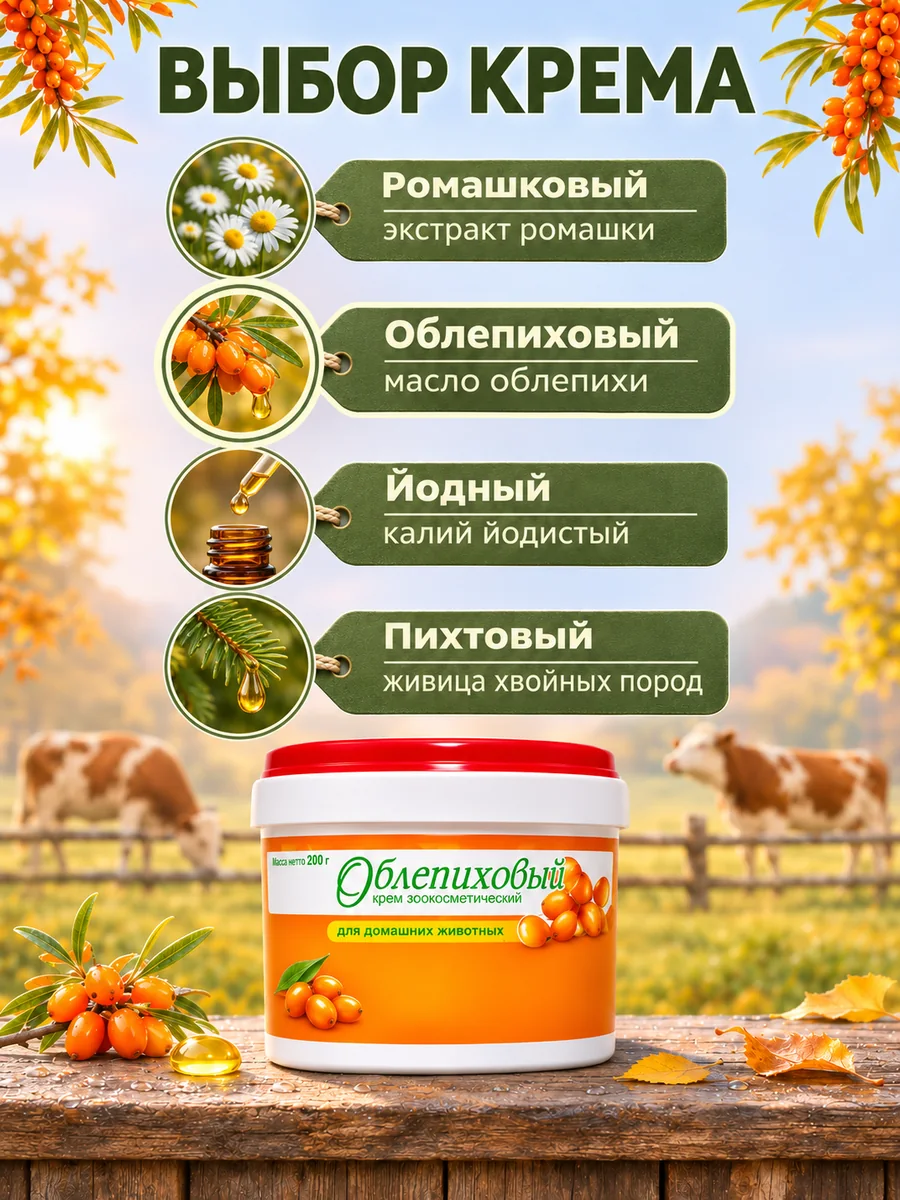 ВЫБОР КРЕМА
Ромашковый
экстракт ромашки
Облепиховый
масло облепихи
Йодный
калий йодистый
Пихтовый
живица хвойных пород
Масса нетто 200 г
Облепиховый
крем зоокосметический
для домашних животных